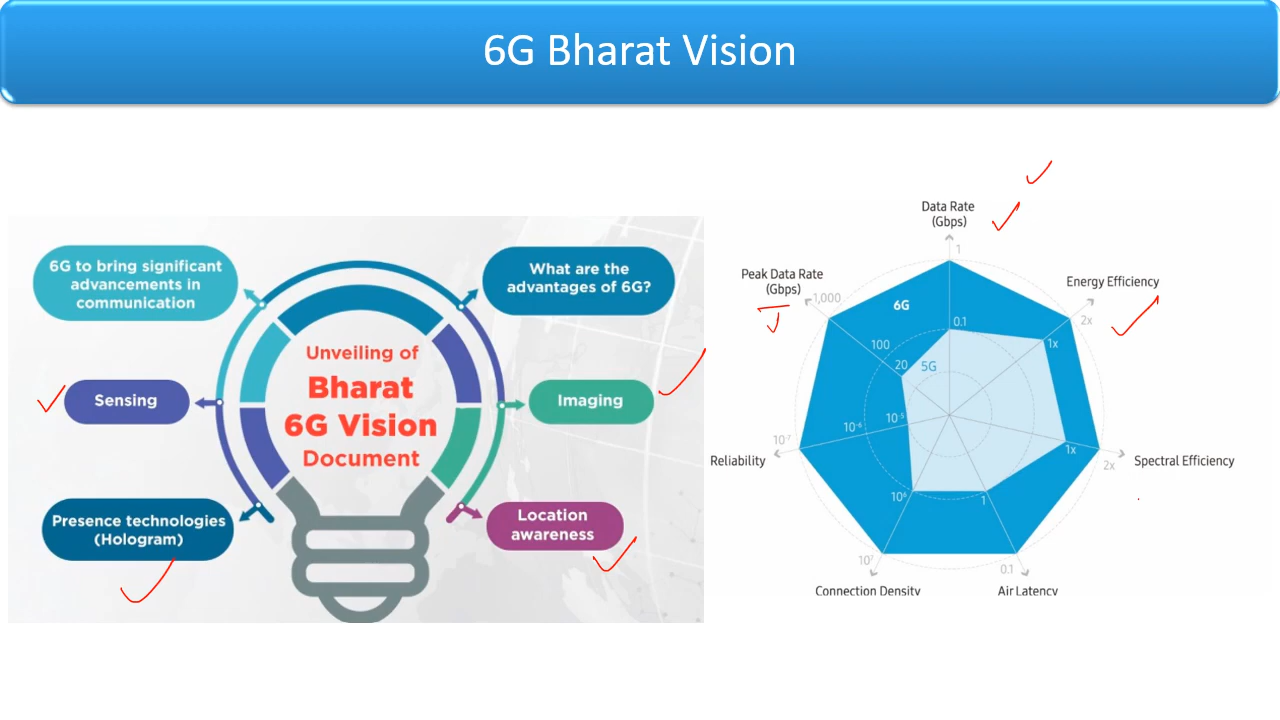 6G Bharat Vision
6G to bring significant
advancements in
communication
What are the
advantages of 6G?
Sensing
Imaging
Presence technologies
(Hologram)
Location
awareness
Unveiling of
Bharat
6G Vision
Document
Data Rate
(Gbps)
1
Peak Data Rate
(Gbps)
1,000
Energy Efficiency
2x
6G
0.1
100
1x
20
5G
10⁻⁵
10⁻⁶
10⁻⁷
Reliability
1x
2x
Spectral Efficiency
10⁶
1
10⁷
0.1
Connection Density
Air Latency